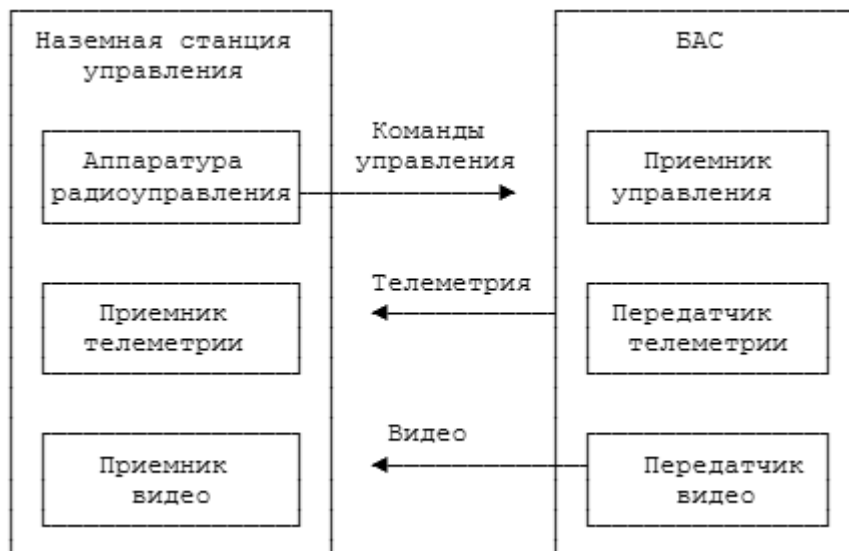 Наземная станция
управления
БАС
Команды
управления
Аппаратура
радиоуправления
Приемник
управления
Телеметрия
Приемник
телеметрии
Передатчик
телеметрии
Видео
Приемник
видео
Передатчик
видео